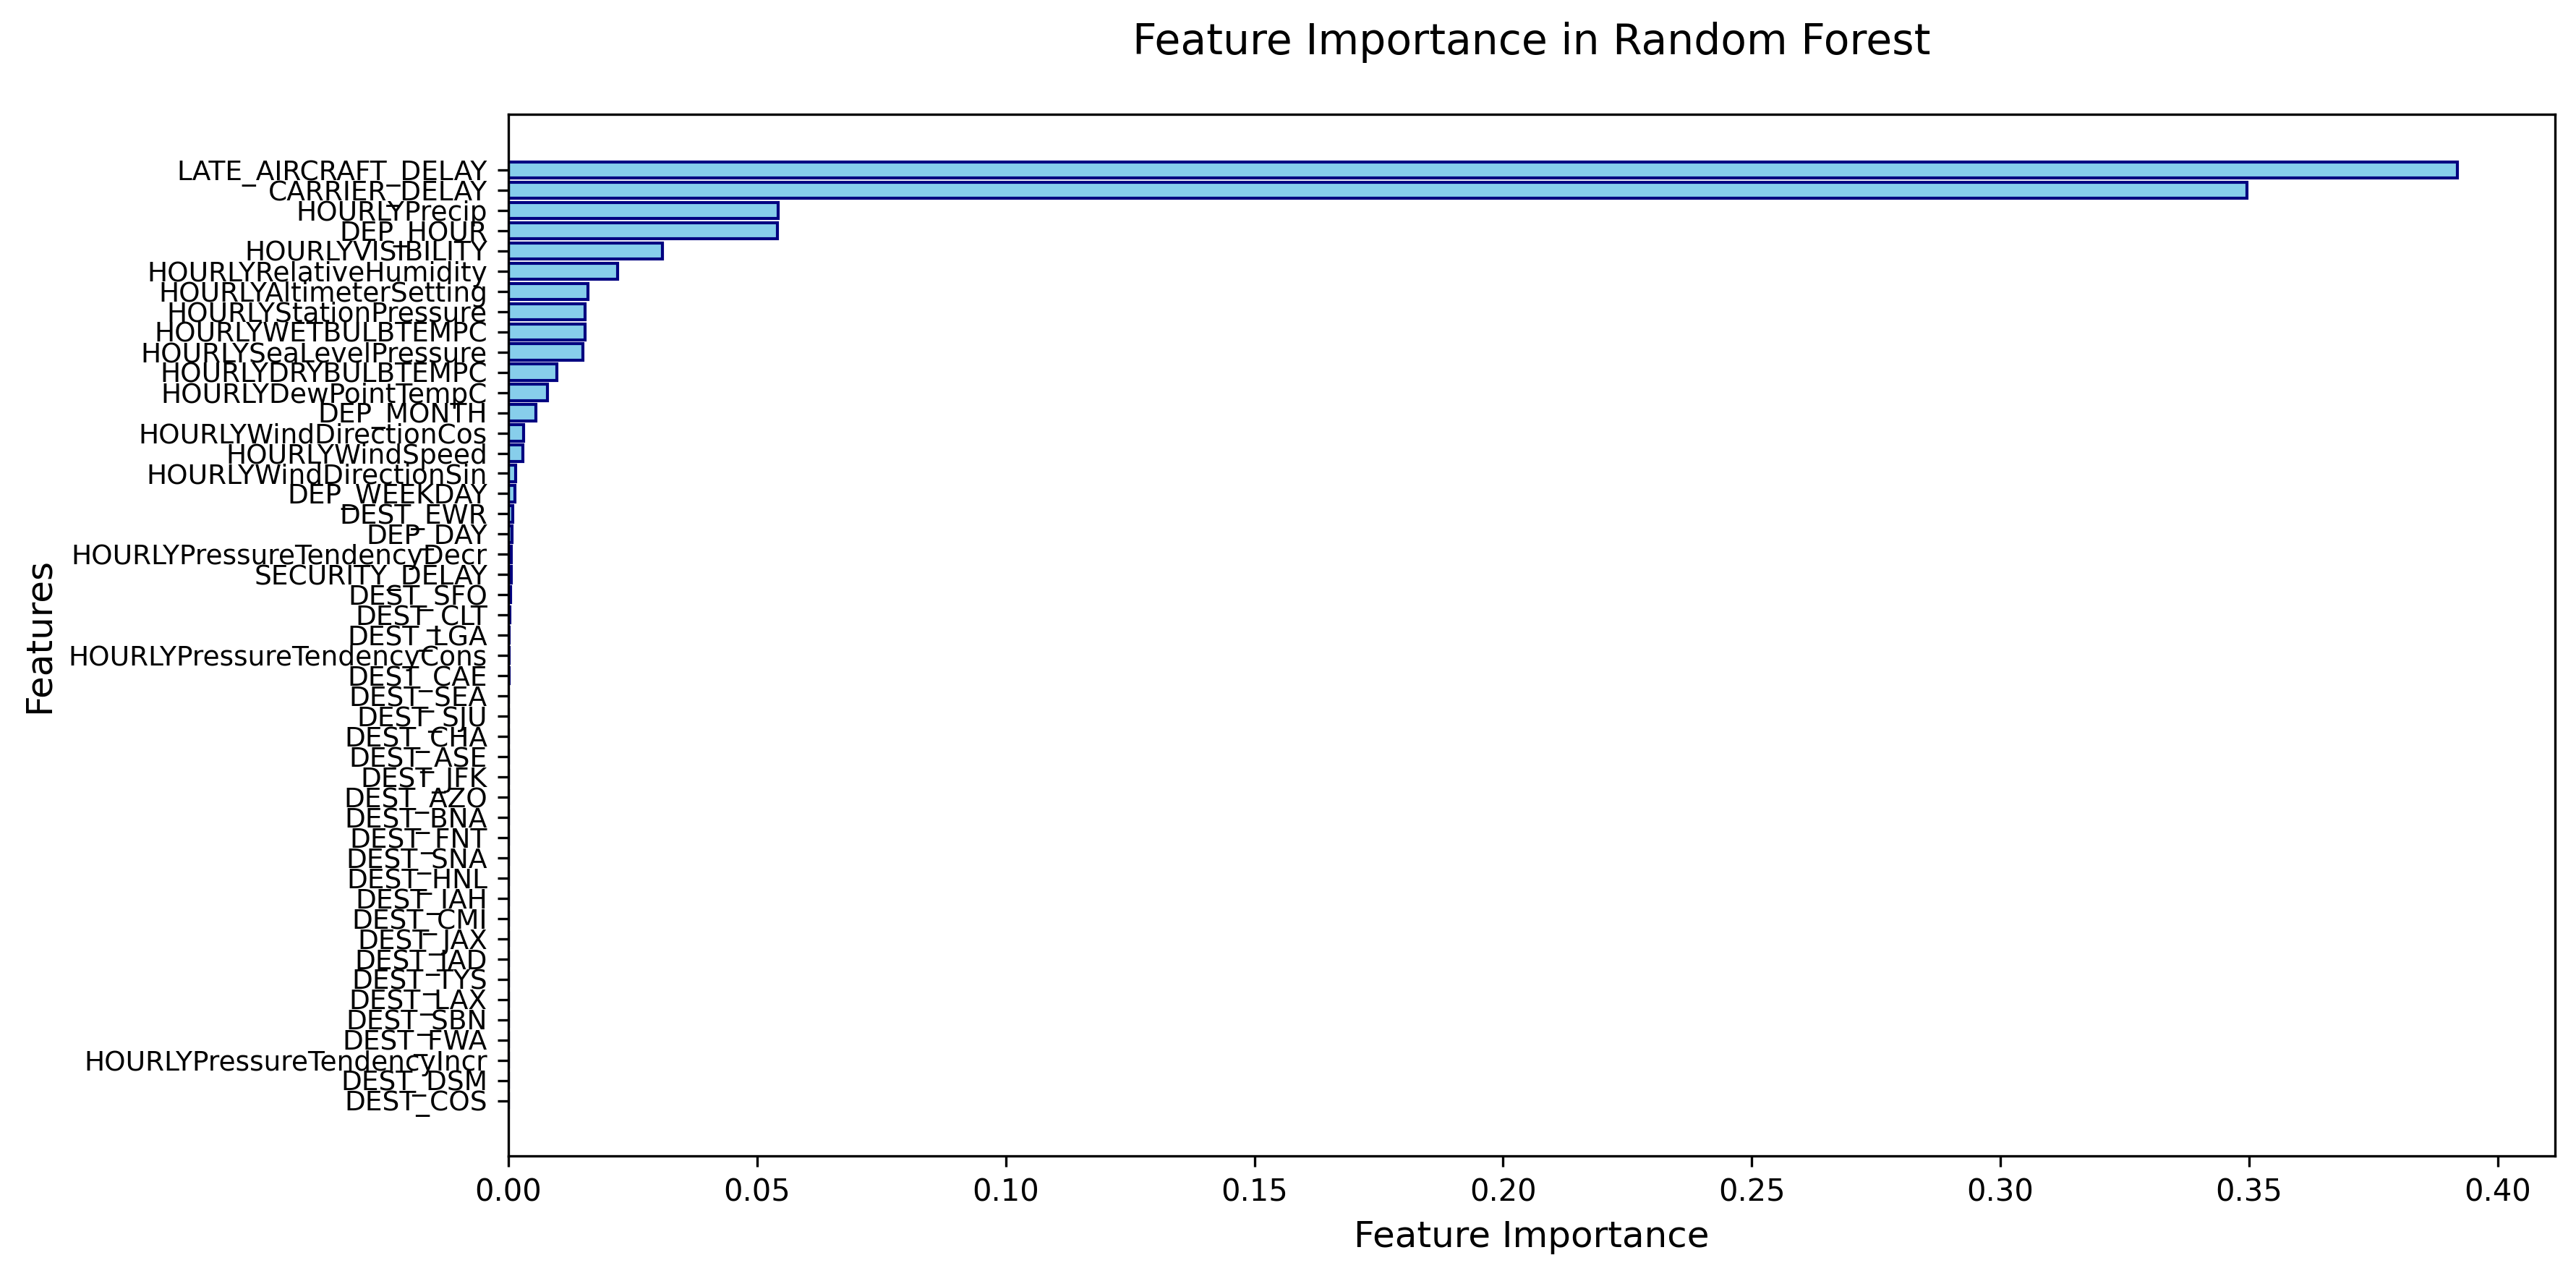 Feature Importance in Random Forest
LATE_AIRCRAFT_DELAY
CARRIER_DELAY
HOURLYPrecip
DEP_HOUR
HOURLYVISIBILITY
HOURLYRelativeHumidity
HOURLYAltimeterSetting
HOURLYStationPressure
HOURLYWETBULBTEMPC
HOURLYSeaLevelPressure
HOURLYDRYBULBTEMPC
HOURLYDewPointTempC
DEP_MONTH
HOURLYWindDirectionCos
HOURLYWindSpeed
HOURLYWindDirectionSin
DEP_WEEKDAY
DEST_EWR
DEP_DAY
HOURLYPressureTendencyDecr
SECURITY_DELAY
DEST_SFO
DEST_CLT
DEST_LGA
HOURLYPressureTendencyCons
DEST_CAE
DEST_SEA
DEST_SJU
DEST_CHA
DEST_ASE
DEST_JFK
DEST_AZO
DEST_BNA
DEST_FNT
DEST_SNA
DEST_HNL
DEST_IAH
DEST_CMI
DEST_JAX
DEST_IAD
DEST_TYS
DEST_LAX
DEST_SBN
DEST_FWA
HOURLYPressureTendencyIncr
DEST_DSM
DEST_COS
Features
0.00 0.05 0.10 0.15 0.20 0.25 0.30 0.35 0.40
Feature Importance